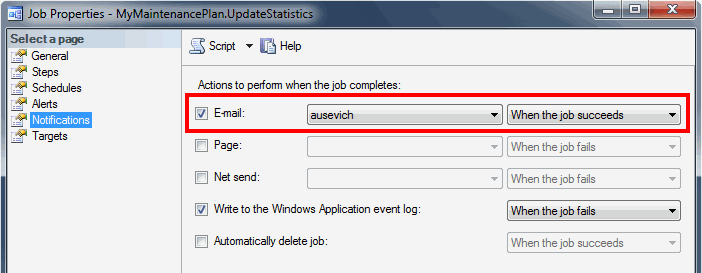 Job Properties - MyMaintenancePlan.UpdateStatistics
Select a page
General
Steps
Schedules
Alerts
Notifications
Targets
Script Help
Actions to perform when the job completes:
E-mail: ausevich When the job succeeds
Page: When the job fails
Net send: When the job fails
Write to the Windows Application event log: When the job fails
Automatically delete job: When the job succeeds